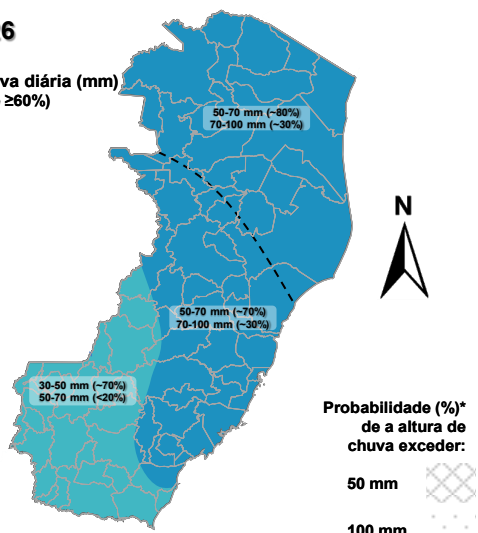 26
va diária (mm)
≥60%)
50-70 mm (~80%)
70-100 mm (~30%)
N
50-70 mm (~70%)
70-100 mm (~30%)
30-50 mm (~70%)
50-70 mm (<20%)
Probabilidade (%)*
de a altura de
chuva exceder:
50 mm
100 mm